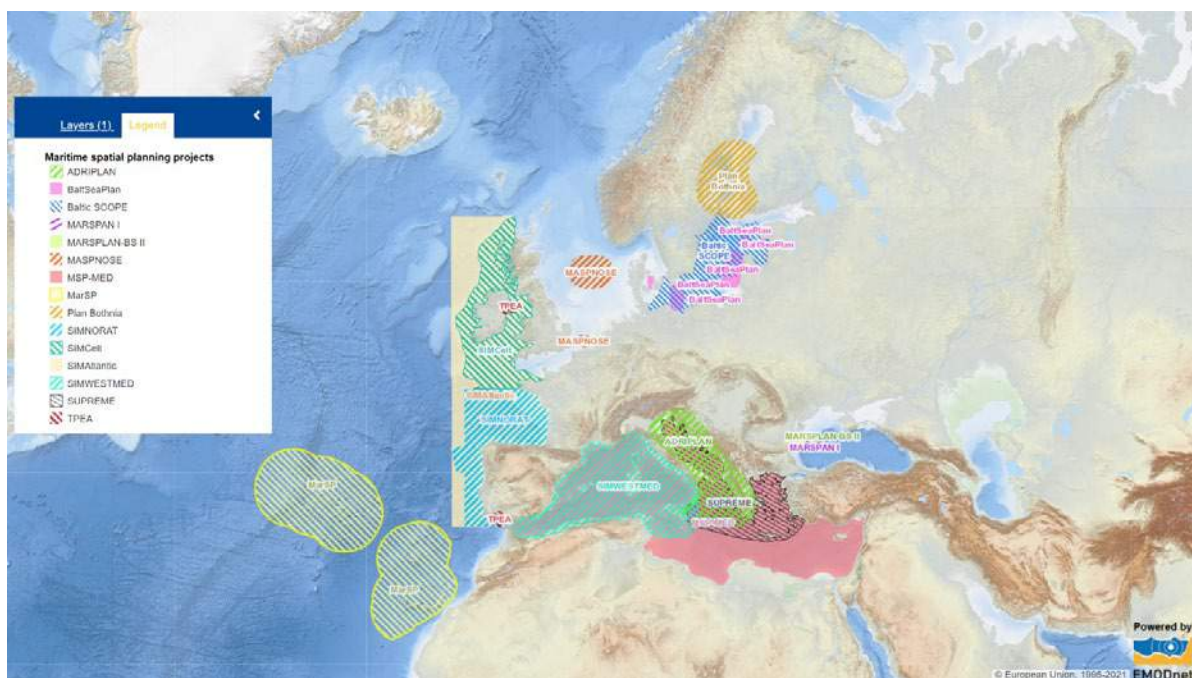 Layers (1) Legend
Maritime spatial planning projects
ADRIPLAN
BaltSeaPlan
Baltic SCOPE
MARSPAN I
MARSPLAN-BS II
MASPNOSE
MSP-MED
MarSP
Plan Bothnia
SIMNORAT
SIMCelt
SIMAtlantic
SIMWESTMED
SUPREME
TPEA
Plan
Bothnia
BaltSeaPlan
Baltic
SCOPE
BaltSeaPlan
MASPNOSE
BaltSeaPlan
BaltSeaPlan
BaltSeaPlan
TPEA
MASPNOSE
SIMCelt
SIMAtlantic
SIMNORAT
ADRIPLAN
MARSPLAN-BS II
MARSPAN I
MarSP
SIMWESTMED
SUPREME
TPEA
MSP-MED
MarSP
Powered by
EMODnet
© European Union, 1995-2021